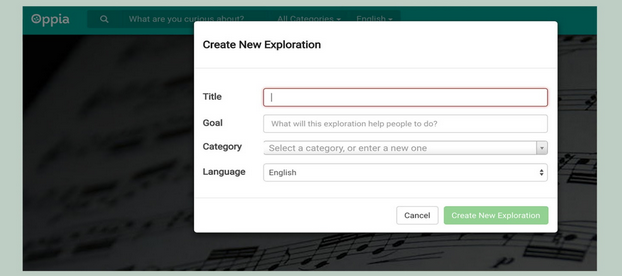 Oppia What are you curious about? All Categories English
Create New Exploration
Title
Goal What will this exploration help people to do?
Category Select a category, or enter a new one
Language English
Cancel Create New Exploration